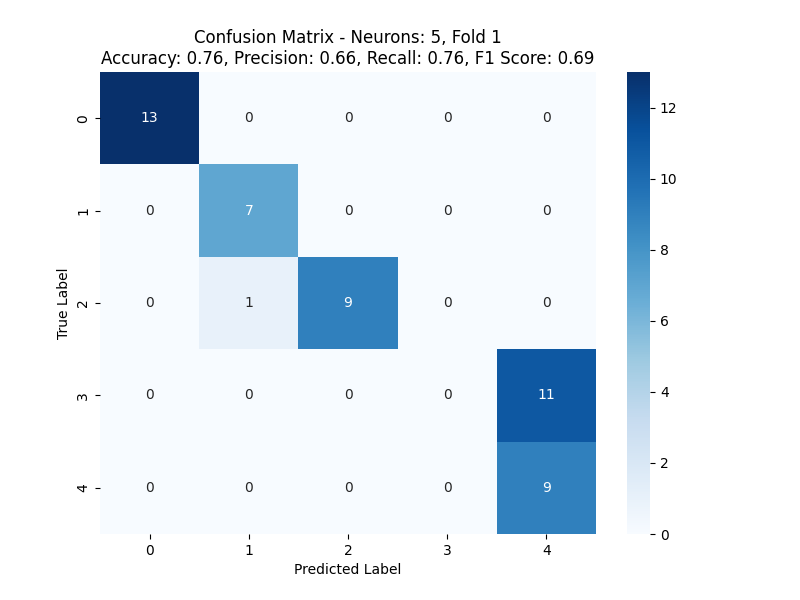 Confusion Matrix - Neurons: 5, Fold 1
Accuracy: 0.76, Precision: 0.66, Recall: 0.76, F1 Score: 0.69
True Label
0 13 0 0 0 0
1 0 7 0 0 0
2 0 1 9 0 0
3 0 0 0 0 11
4 0 0 0 0 9
0 1 2 3 4
Predicted Label
12
10
8
6
4
2
0